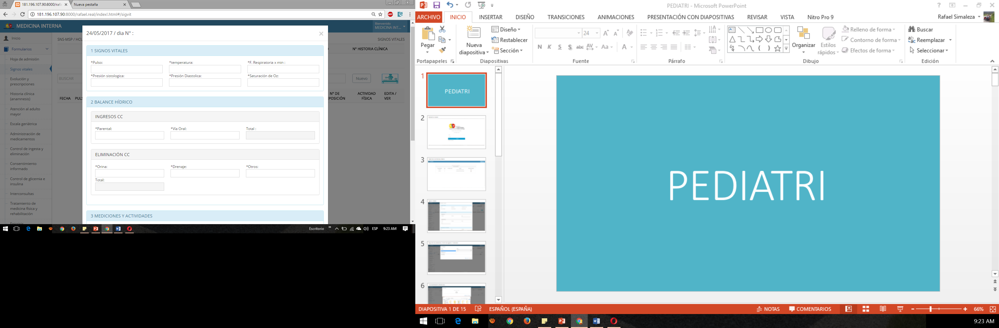 181.196.107.90:8000/rafa
Nueva pestaña
181.196.107.90:8000/rafael.real/index!.html#/sigvit
ABP
MEDICINA INTERNA
Bienvenido
MEDICINA INT...
Inicio
Formularios
Hoja de admisión
Signos vitales
Evolución y
prescripciones
Historia clínica
(anamnesis)
Atención al adulto
mayor
Escala geriátrica
Administración de
medicamentos
Control de ingesta y
eliminación
Consentimiento
informado
Control de glicemia e
insulina
Interconsultas
Tratamiento de
medicina física y
rehabilitación
Epicrisis
SNS-MSP / HCU
SIGNOS VITALES
N° HISTORIA CLÍNICA
BUSCAR
Nuevo
FECHA PULS
N° DE
EPOSICIÓN
ACTIVIDAD
FÍSICA
EDITA /
VER
24/05/2017 / dia N° :
1 SIGNOS VITALES
*Pulso: *temperatura: *F. Respiratoria x min :
*Presión sistologica: *Presión Diastolica: *Saturación de Oz:
2 BALANCE HÍDRICO
INGRESOS CC
*Parental: *Vía Oral: Total :
ELIMINACIÓN CC
*Orina: *Drenaje: *Otros:
Total:
3 MEDICIONES Y ACTIVIDADES
Escritorio
ESP
9:23 AM
PEDIATRI - Microsoft PowerPoint
ARCHIVO INICIO INSERTAR DISEÑO TRANSICIONES ANIMACIONES PRESENTACIÓN CON DIAPOSITIVAS REVISAR VISTA Nitro Pro 9
Rafael Simaleza
Pegar
Portapapeles
Nueva
diapositiva
Diseño
Restablecer
Sección
Diapositivas
24
N K S S abc AV Aa A
Fuente
Párrafo
Organizar
Estilos
rápidos
Relleno de forma
Contorno de forma
Efectos de forma
Dibujo
Buscar
Reemplazar
Seleccionar
Edición
1
PEDIATRI
2
3
4
5
6
PEDIATRI
DIAPOSITIVA 1 DE 15
ESPAÑOL (ESPAÑA)
NOTAS
COMENTARIOS
66%
9:23 AM